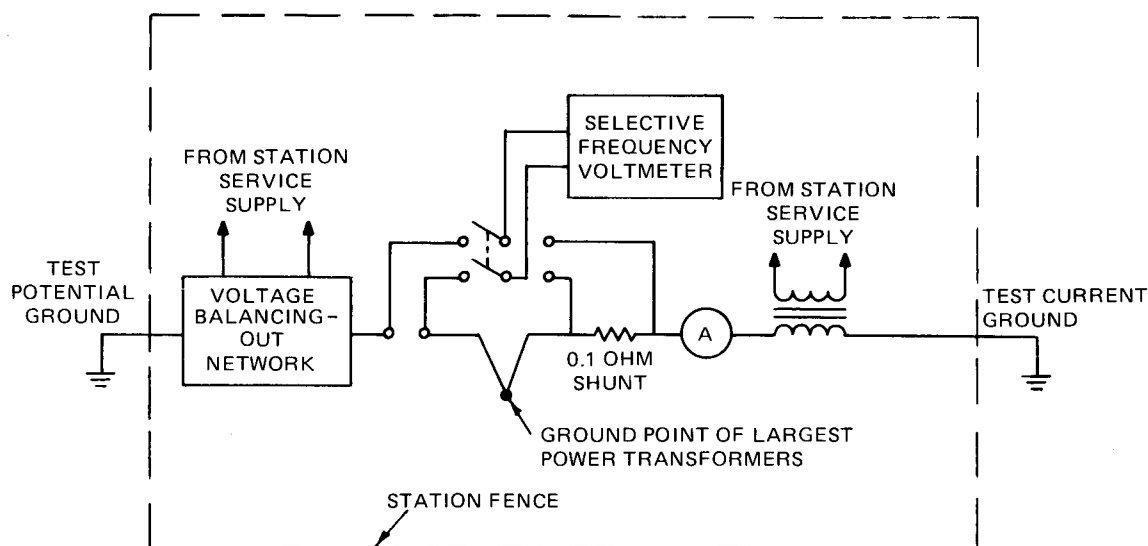 SELECTIVE
FREQUENCY
VOLTMETER
FROM STATION
SERVICE
SUPPLY
FROM STATION
SERVICE
SUPPLY
TEST
POTENTIAL
GROUND
VOLTAGE
BALANCING-
OUT
NETWORK
A
0.1 OHM
SHUNT
TEST CURRENT
GROUND
GROUND POINT OF LARGEST
POWER TRANSFORMERS
STATION FENCE